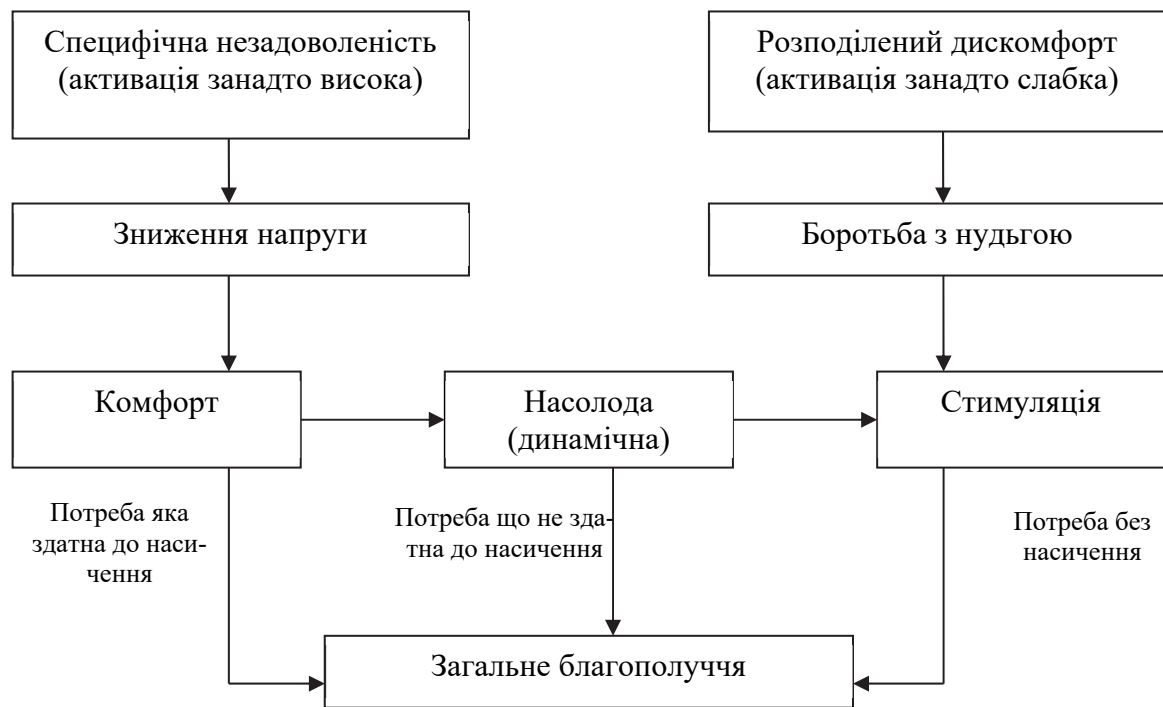 Специфічна незадоволеність
(активація занадто висока)
Розподілений дискомфорт
(активація занадто слабка)
Зниження напруги
Боротьба з нудьгою
Комфорт
Насолода
(динамічна)
Стимуляція
Потреба яка
здатна до наси-
чення
Потреба що не зда-
тна до насичення
Потреба без
насичення
Загальне благополуччя